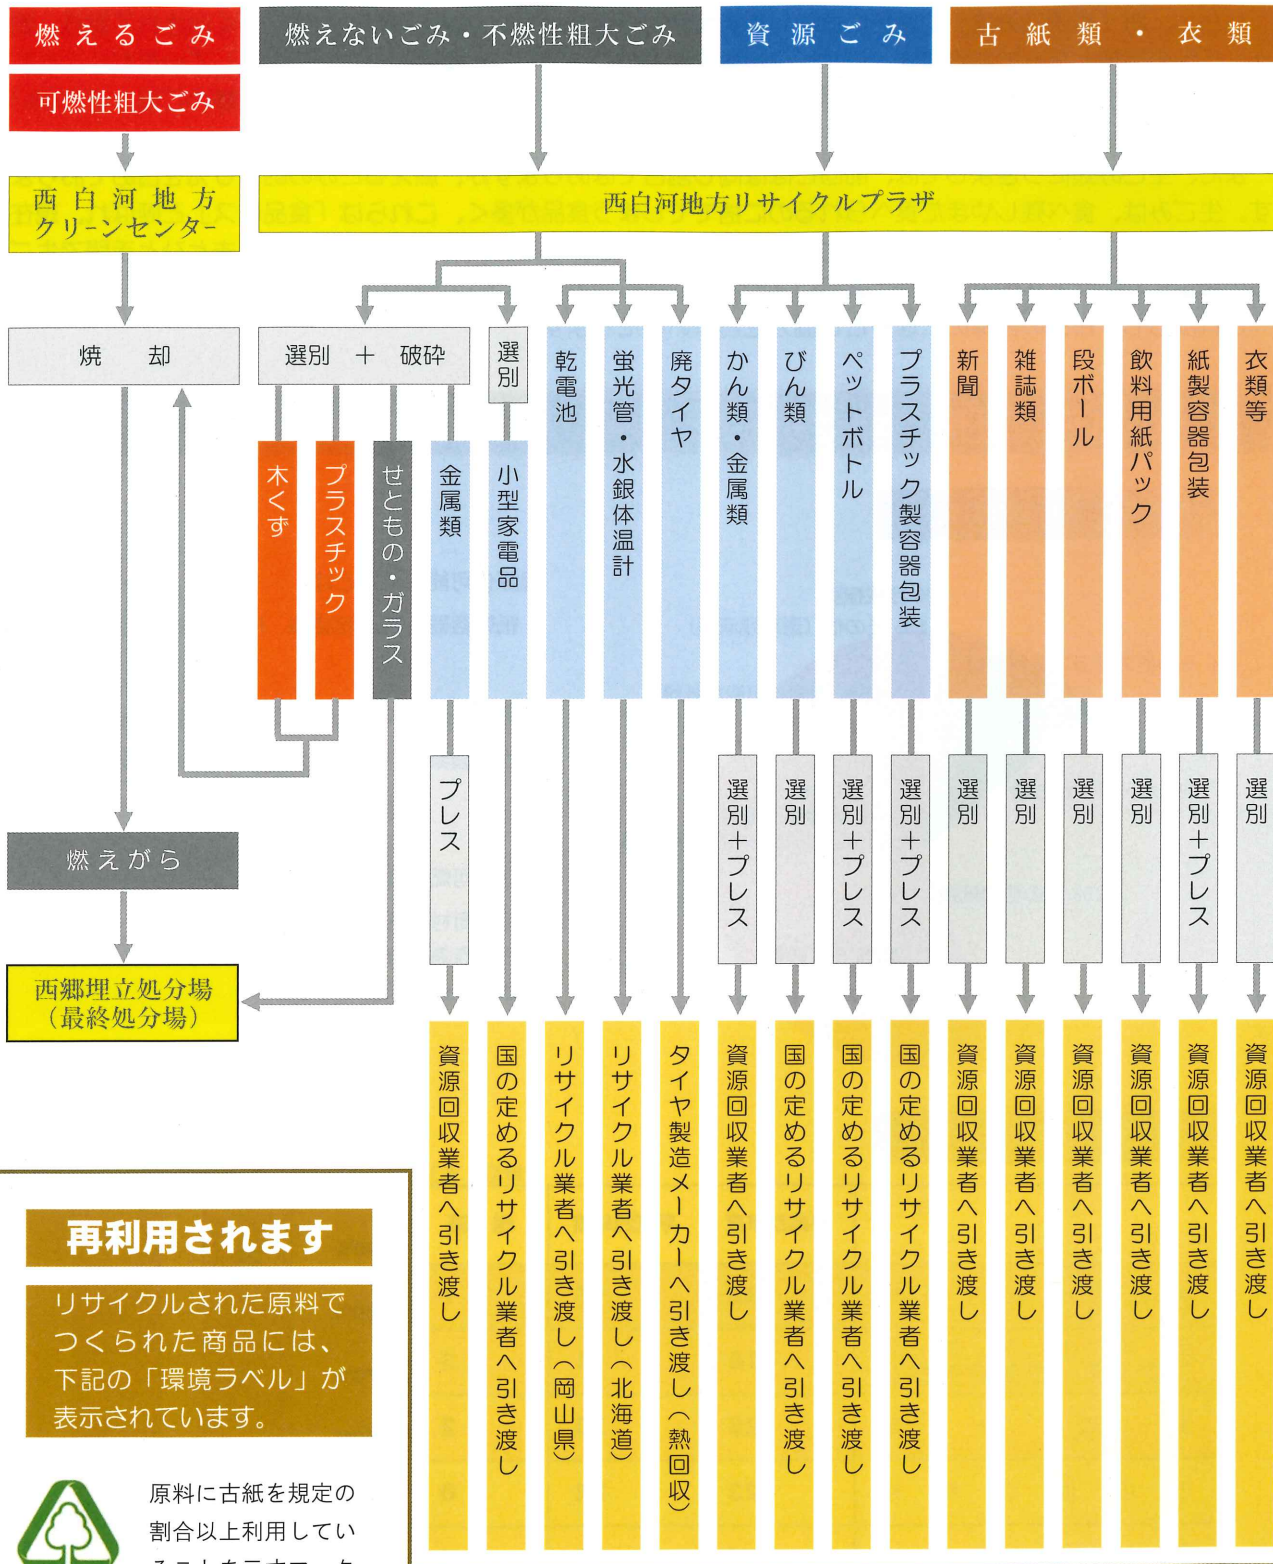 燃えるごみ
可燃性粗大ごみ
燃えないごみ・不燃性粗大ごみ
資源ごみ
古紙類・衣類
西白河地方
クリーンセンター
西白河地方リサイクルプラザ
焼却
選別＋破砕
選別
乾電池
蛍光管・水銀体温計
廃タイヤ
かん類・金属類
びん類
ペットボトル
プラスチック製容器包装
新聞
雑誌類
段ボール
飲料用紙パック
紙製容器包装
衣類等
木くず
プラスチック
せともの・ガラス
金属類
小型家電品
プレス
選別＋プレス
選別
選別＋プレス
選別＋プレス
選別
選別
選別
選別
選別＋プレス
選別
燃えがら
西郷埋立処分場
（最終処分場）
資源回収業者へ引き渡し
国の定めるリサイクル業者へ引き渡し
リサイクル業者へ引き渡し（岡山県）
リサイクル業者へ引き渡し（北海道）
タイヤ製造メーカーへ引き渡し（熱回収）
資源回収業者へ引き渡し
国の定めるリサイクル業者へ引き渡し
国の定めるリサイクル業者へ引き渡し
国の定めるリサイクル業者へ引き渡し
資源回収業者へ引き渡し
資源回収業者へ引き渡し
資源回収業者へ引き渡し
資源回収業者へ引き渡し
資源回収業者へ引き渡し
資源回収業者へ引き渡し
再利用されます
リサイクルされた原料で
つくられた商品には、
下記の「環境ラベル」が
表示されています。
原料に古紙を規定の
割合以上利用してい
ることを示すマーク